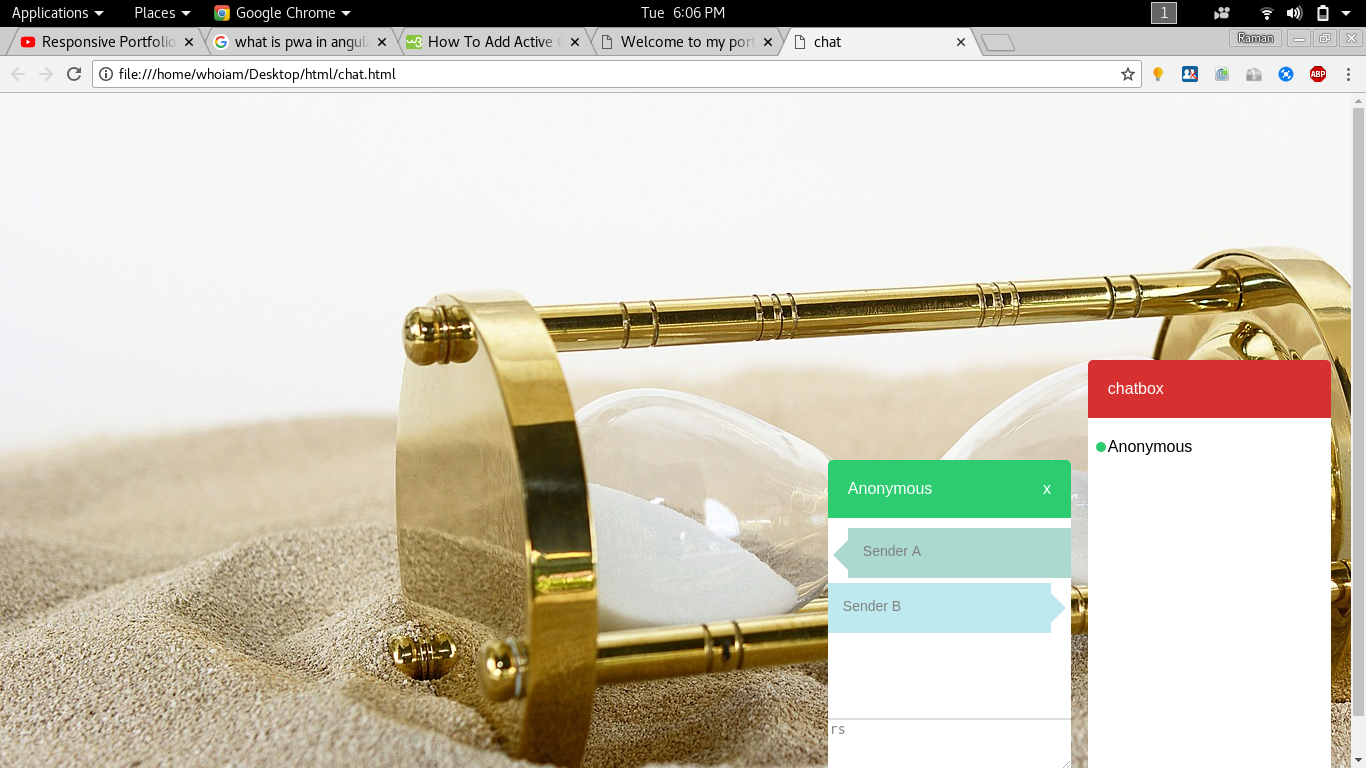 Applications Places Google Chrome Tue 6:06 PM 1
Responsive Portfolio what is pwa in angula How To Add Active Welcome to my port chat Raman
file:///home/whoiam/Desktop/html/chat.html ABP
chatbox
Anonymous
Anonymous x
Sender A
Sender B
rs